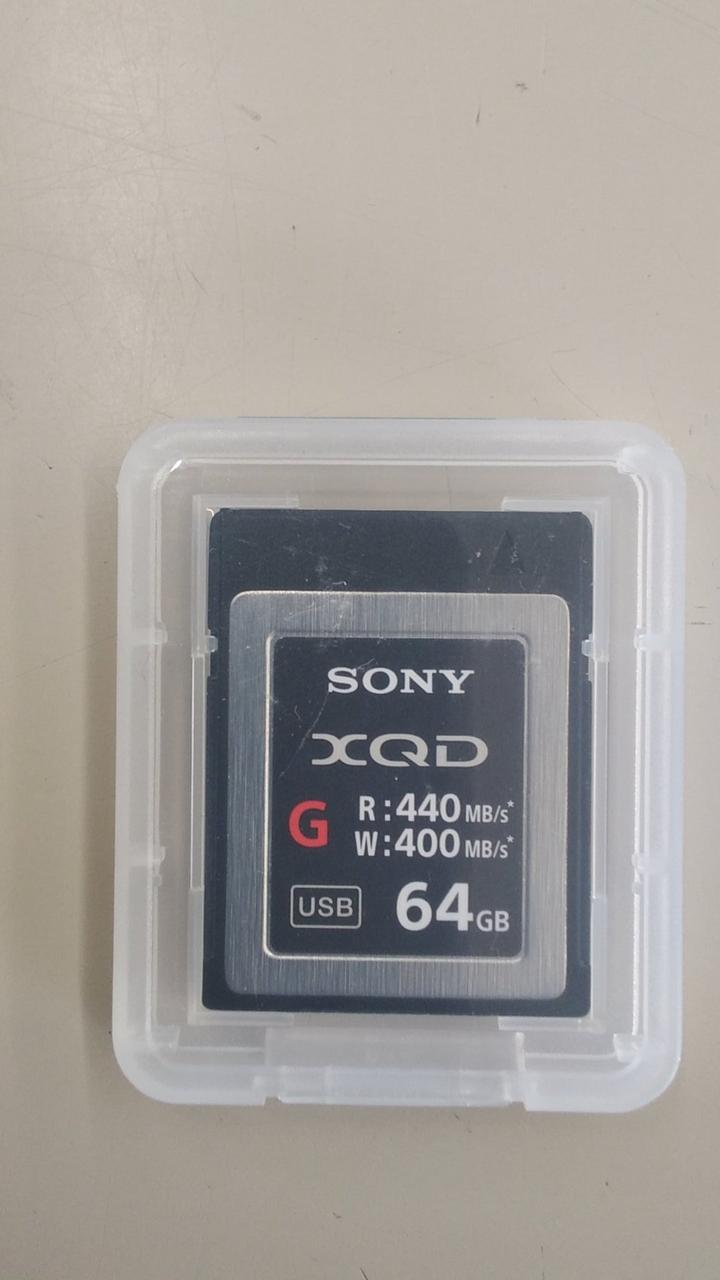 SONY
XQD
G R:440 MB/s*
W:400 MB/s*
USB 64GB